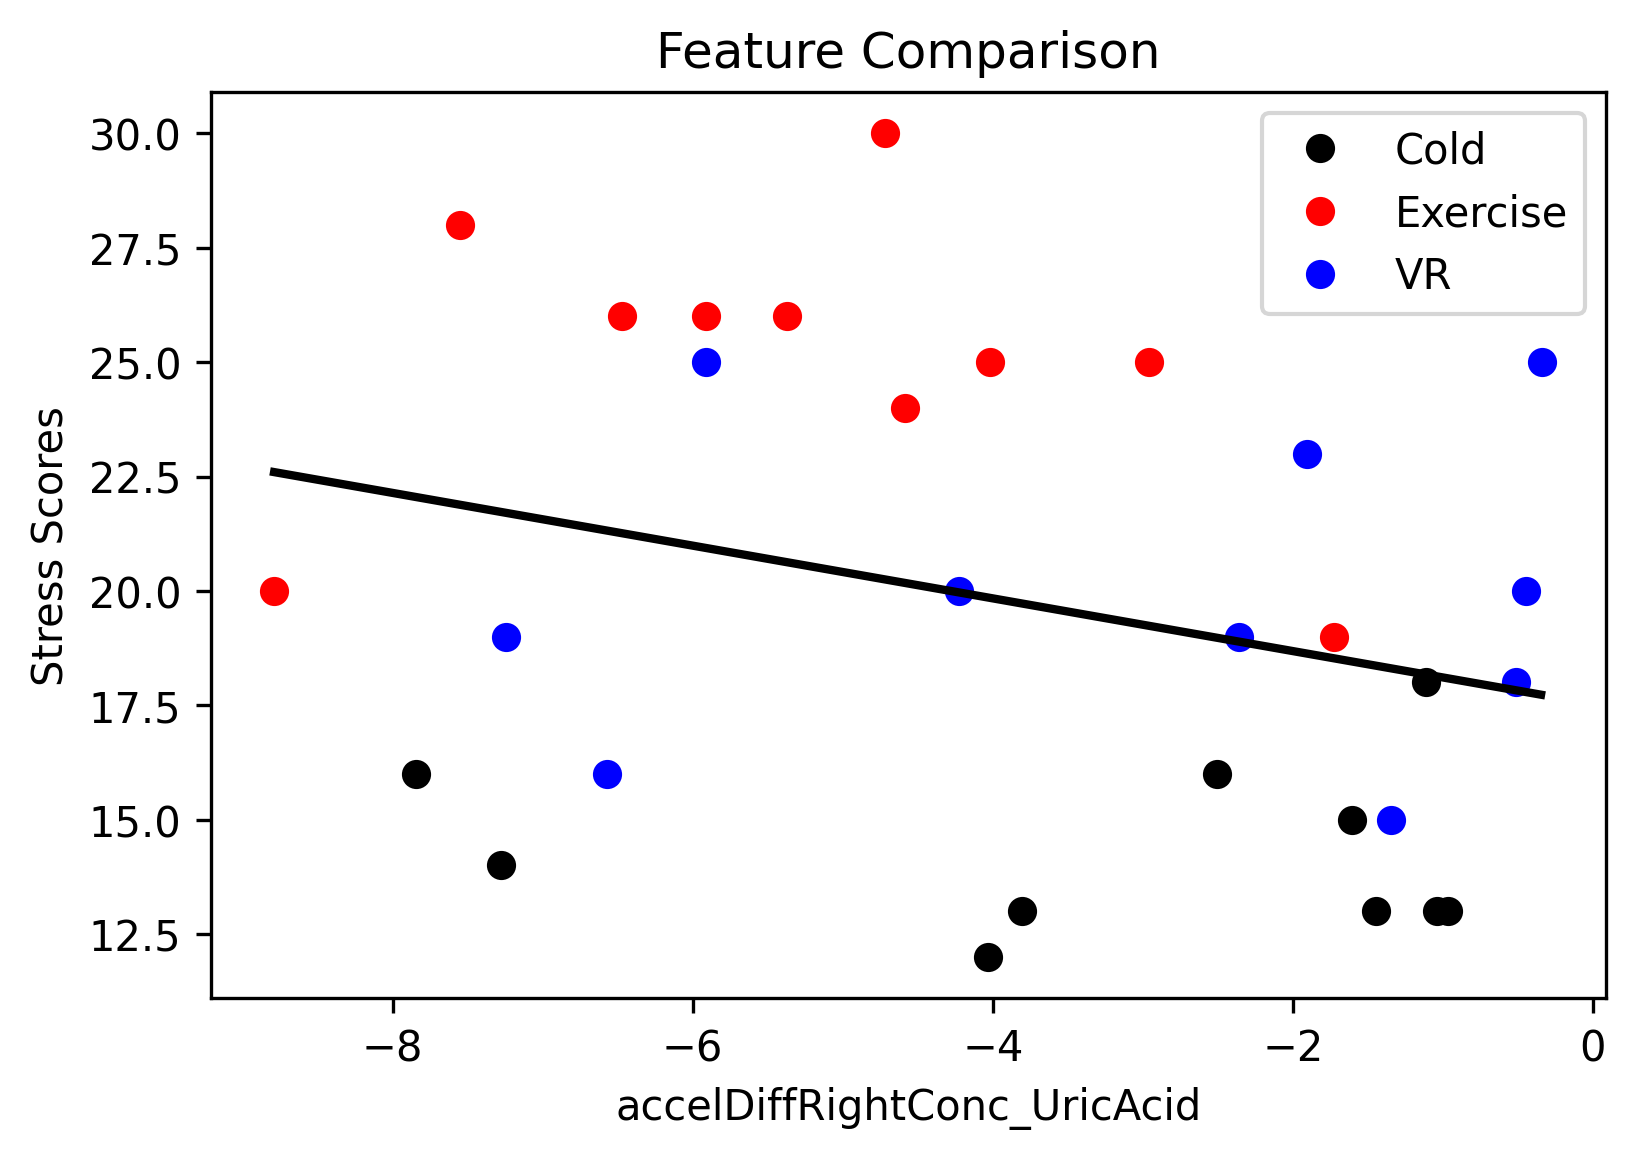 Feature Comparison
30.0
27.5
25.0
22.5
20.0
17.5
15.0
12.5
Stress Scores
Cold
Exercise
VR
−8 −6 −4 −2 0
accelDiffRightConc_UricAcid